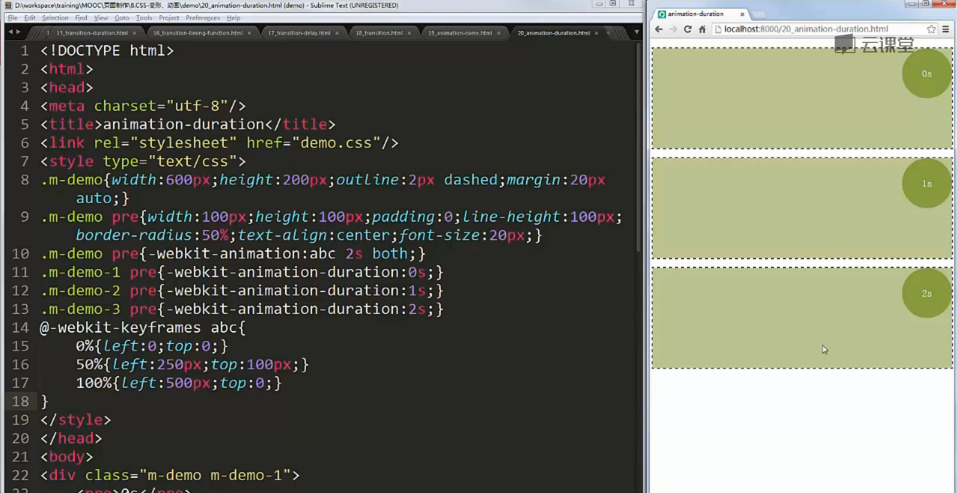 D:\workspace\training\MOOC\页面制作\8.CSS-变形、动画\demo\20_animation-duration.html (demo) - Sublime Text (UNREGISTERED)
File Edit Selection Find View Goto Tools Project Preferences Help
15_transition-duration.html × 16_transition-timing-function.html × 17_transition-delay.html × 18_transition.html × 19_animation-name.html × 20_animation-duration.html ×
1 <!DOCTYPE html>
2 <html>
3 <head>
4 <meta charset="utf-8"/>
5 <title>animation-duration</title>
6 <link rel="stylesheet" href="demo.css"/>
7 <style type="text/css">
8 .m-demo{width:600px;height:200px;outline:2px dashed;margin:20px
auto;}
9 .m-demo pre{width:100px;height:100px;padding:0;line-height:100px;
border-radius:50%;text-align:center;font-size:20px;}
10 .m-demo pre{-webkit-animation:abc 2s both;}
11 .m-demo-1 pre{-webkit-animation-duration:0s;}
12 .m-demo-2 pre{-webkit-animation-duration:1s;}
13 .m-demo-3 pre{-webkit-animation-duration:2s;}
14 @-webkit-keyframes abc{
15 0%{left:0;top:0;}
16 50%{left:250px;top:100px;}
17 100%{left:500px;top:0;}
18 }
19 </style>
20 </head>
21 <body>
22 <div class="m-demo m-demo-1">
23 <pre>0s</pre>
animation-duration ×
localhost:8000/20_animation-duration.html
云课堂
0s
1s
2s